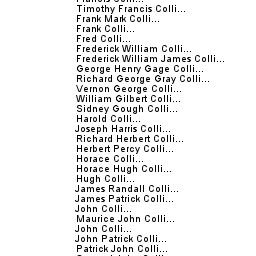 Timothy Francis Colli...
Frank Mark Colli...
Frank Colli...
Fred Colli...
Frederick William Colli...
Frederick William James Colli...
George Henry Gage Colli...
Richard George Gray Colli...
Vernon George Colli...
William Gilbert Colli...
Sidney Gough Colli...
Harold Colli...
Joseph Harris Colli...
Richard Herbert Colli...
Herbert Percy Colli...
Horace Colli...
Horace Hugh Colli...
Hugh Colli...
James Randall Colli...
James Patrick Colli...
John Colli...
Maurice John Colli...
John Colli...
John Patrick Colli...
Patrick John Colli...